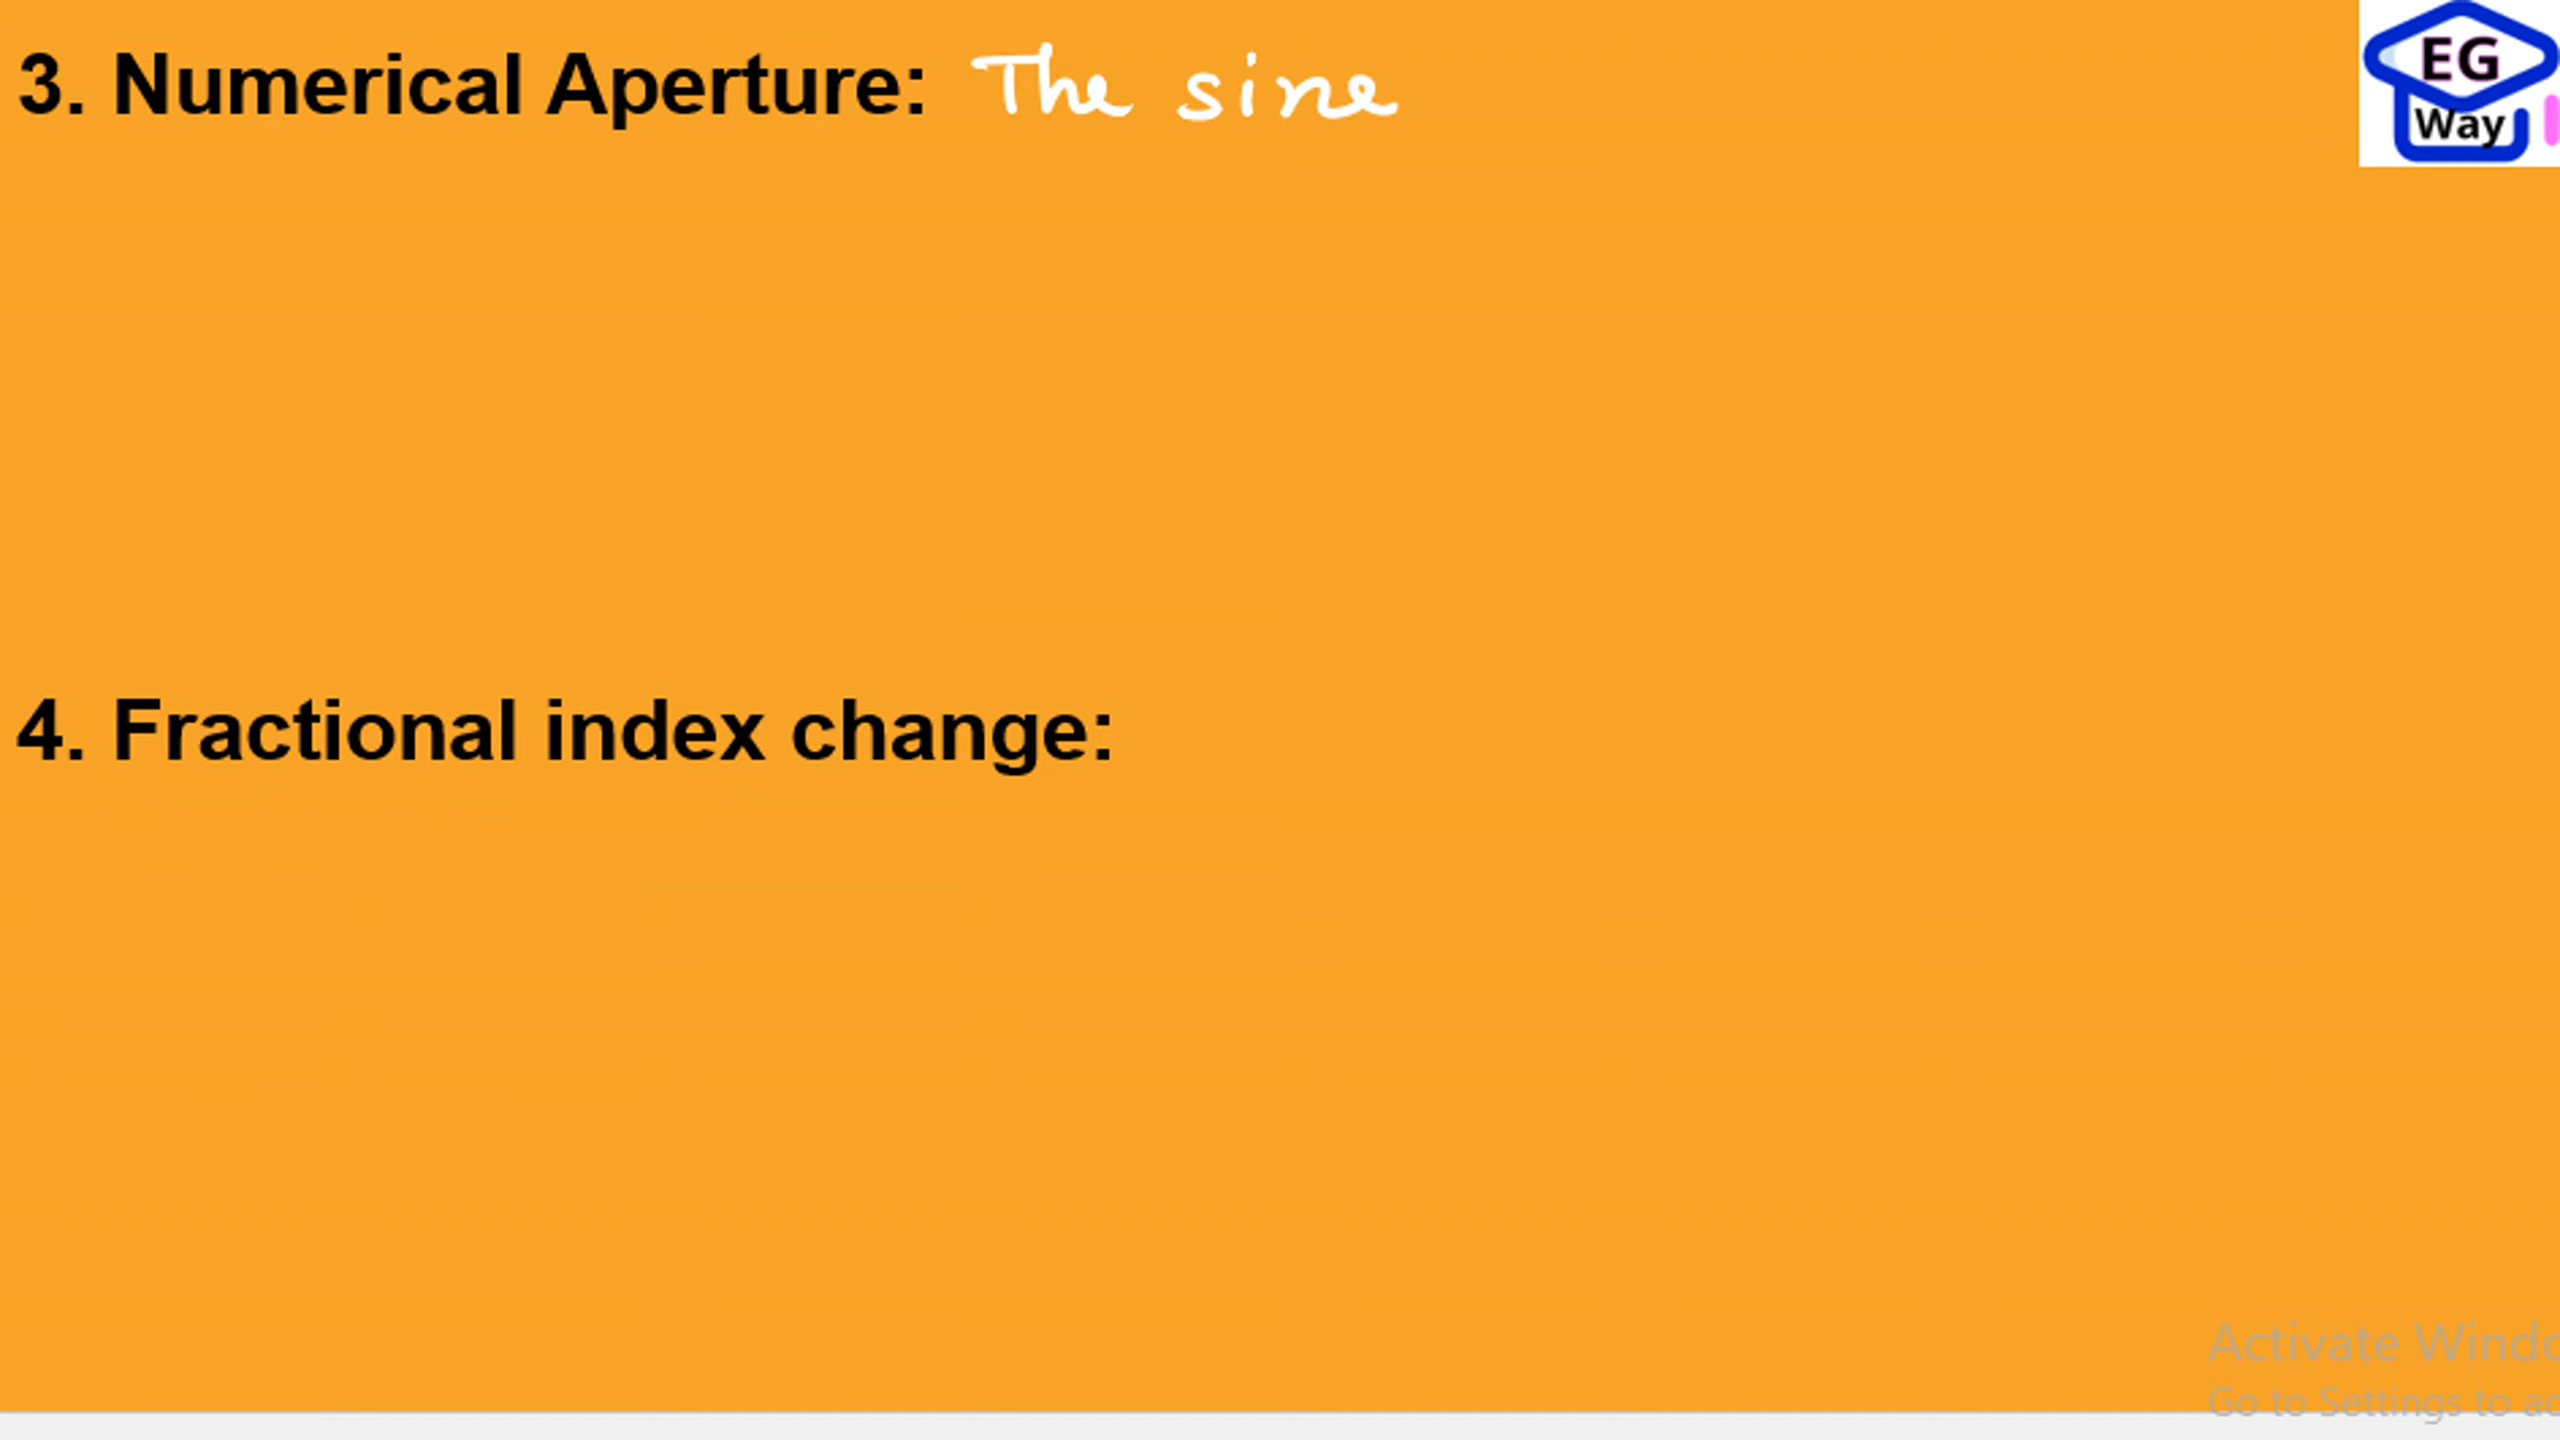 3. Numerical Aperture: The sine
EG
Way
4. Fractional index change:
Activate Windo
Go to Settings to ac